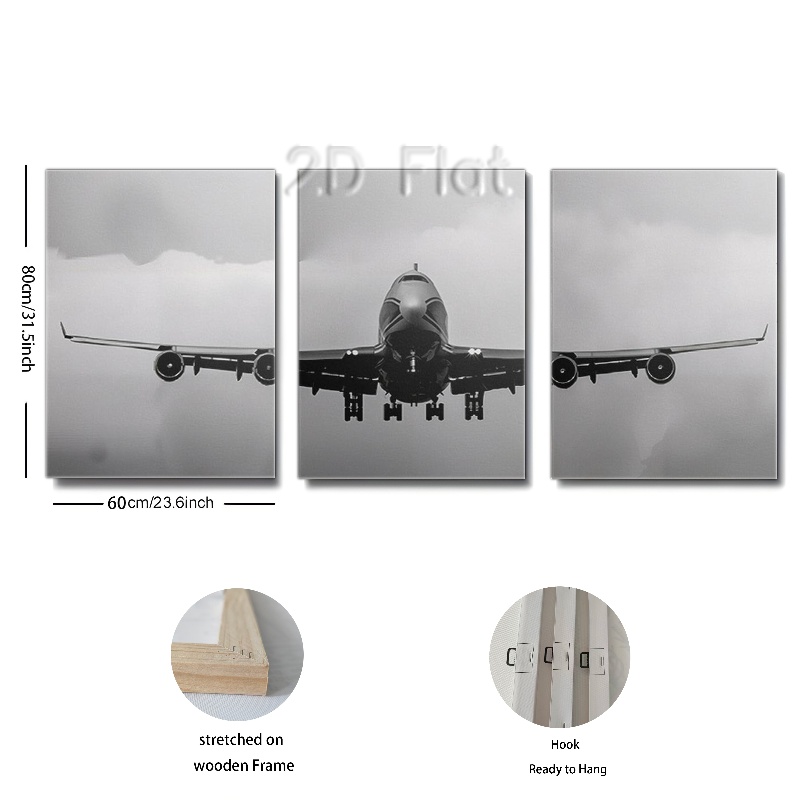 2D Flat
80cm/31.5inch
60cm/23.6inch
stretched on
wooden Frame
Hook
Ready to Hang